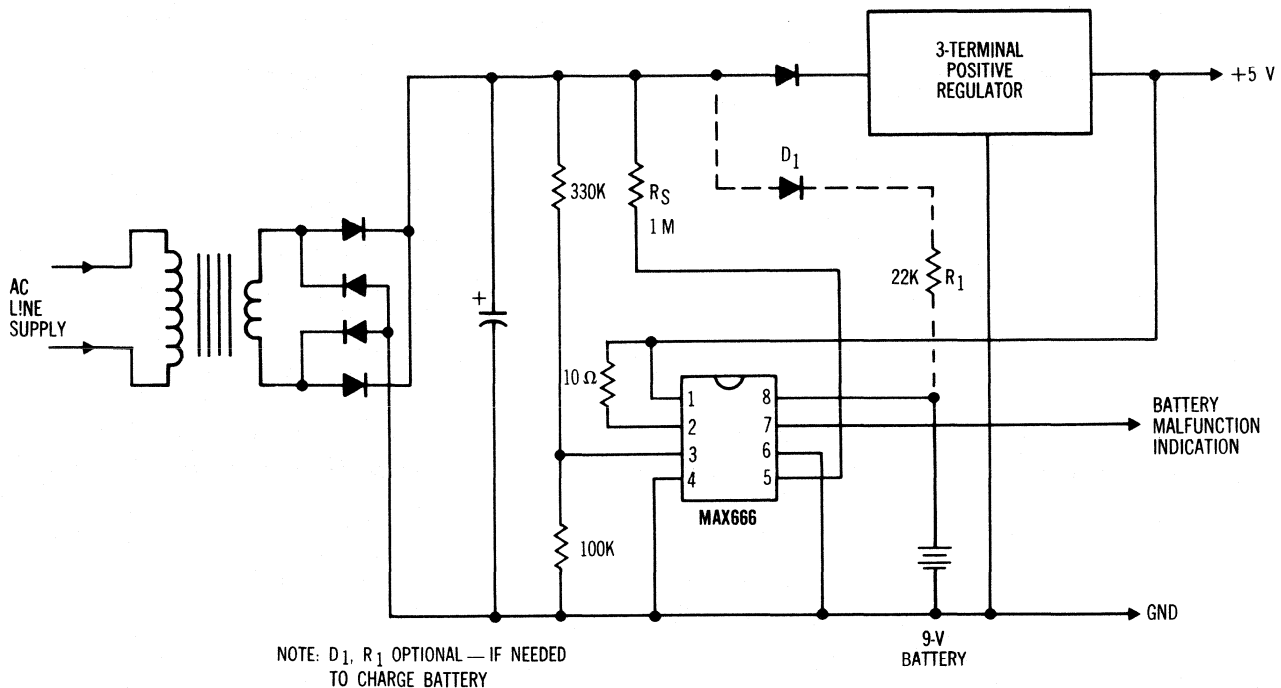 3-TERMINAL
POSITIVE
REGULATOR
+5 V
D1
330K
RS
1 M
22K
R1
AC
LINE
SUPPLY
+
10 Ω
1
2
3
4
8
7
6
5
MAX666
BATTERY
MALFUNCTION
INDICATION
100K
GND
9-V
BATTERY
NOTE: D1, R1 OPTIONAL — IF NEEDED
TO CHARGE BATTERY